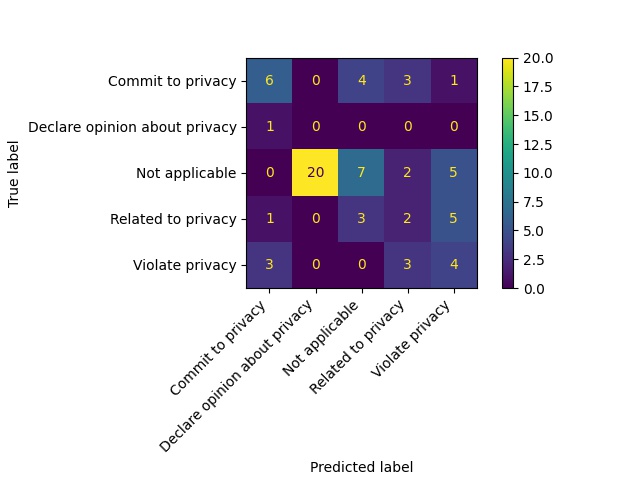 True label
Commit to privacy 6 0 4 3 1
Declare opinion about privacy 1 0 0 0 0
Not applicable 0 20 7 2 5
Related to privacy 1 0 3 2 5
Violate privacy 3 0 0 3 4
Commit to privacy
Declare opinion about privacy
Not applicable
Related to privacy
Violate privacy
Predicted label
20.0
17.5
15.0
12.5
10.0
7.5
5.0
2.5
0.0